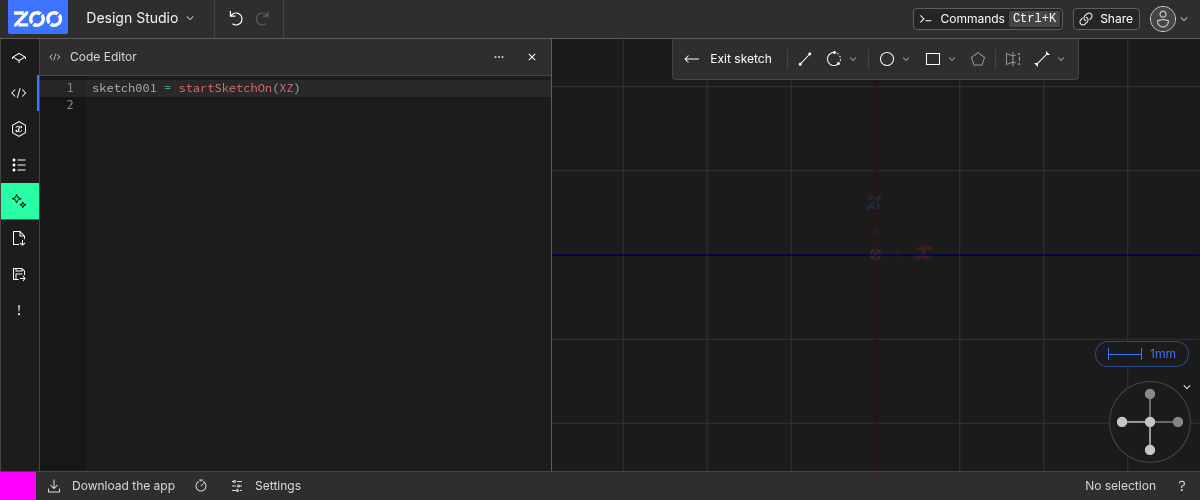 ZOO
Design Studio
Commands Ctrl+K
Share
Code Editor
1 sketch001 = startSketchOn(XZ)
2
Exit sketch
z
x
1mm
Download the app
Settings
No selection
?